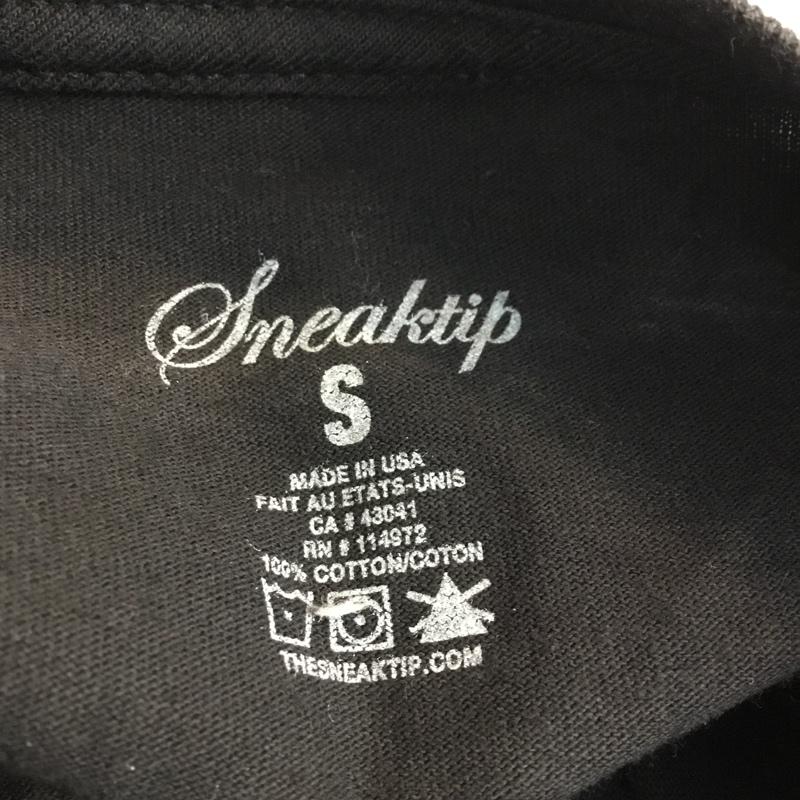 Sneaktip
S
MADE IN USA
FAIT AU ETATS-UNIS
CA # 43041
RN # 114972
100% COTTON/COTON
THESNEAKTIP.COM